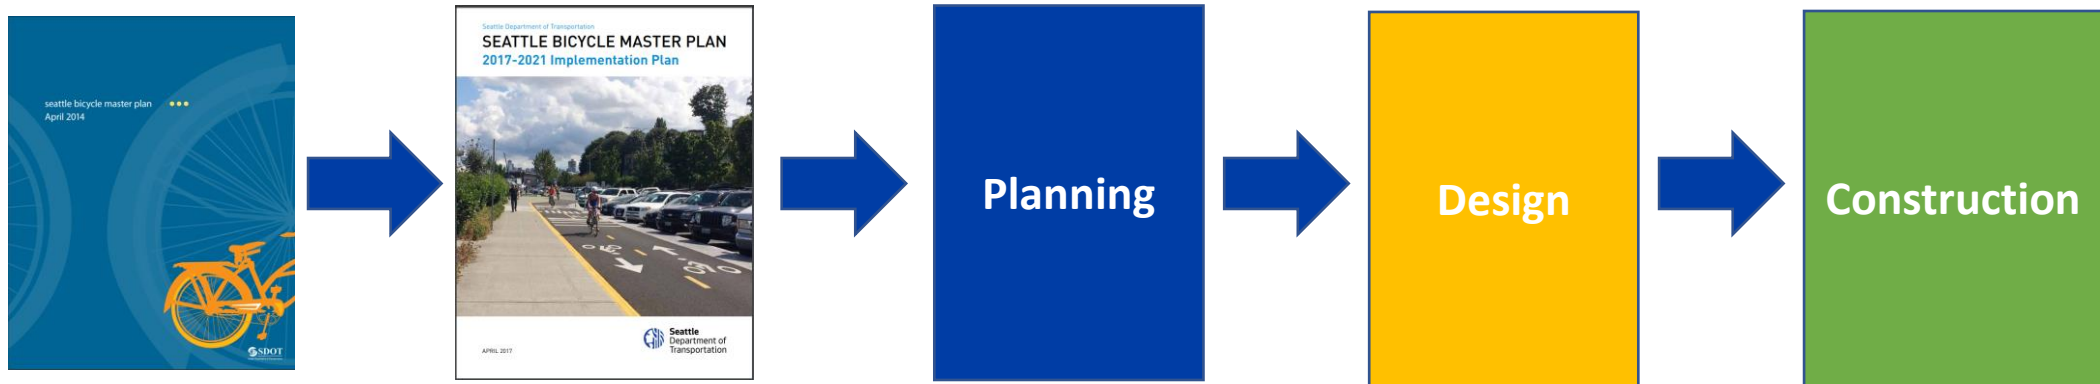 seattle bicycle master plan
April 2014
SDOT
Seattle Department of Transportation
SEATTLE BICYCLE MASTER PLAN
2017-2021 Implementation Plan
APRIL 2017
Seattle
Department of
Transportation
Planning
Design
Construction